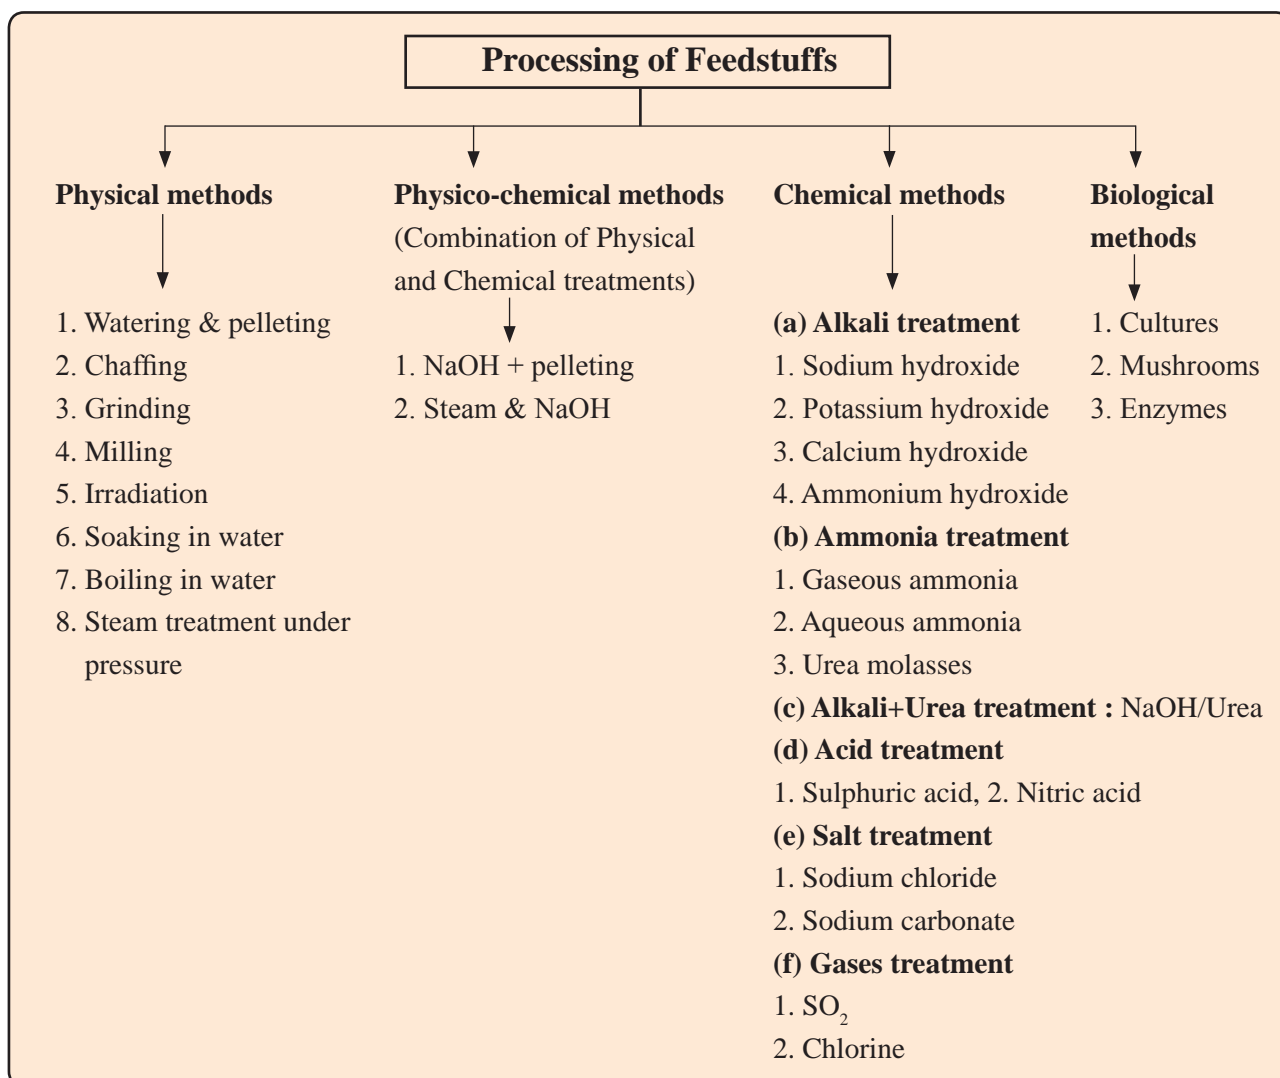 Processing of Feedstuffs
Physical methods
1. Watering & pelleting
2. Chaffing
3. Grinding
4. Milling
5. Irradiation
6. Soaking in water
7. Boiling in water
8. Steam treatment under
pressure
Physico-chemical methods
(Combination of Physical
and Chemical treatments)
1. NaOH + pelleting
2. Steam & NaOH
Chemical methods
(a) Alkali treatment
1. Sodium hydroxide
2. Potassium hydroxide
3. Calcium hydroxide
4. Ammonium hydroxide
(b) Ammonia treatment
1. Gaseous ammonia
2. Aqueous ammonia
3. Urea molasses
(c) Alkali+Urea treatment : NaOH/Urea
(d) Acid treatment
1. Sulphuric acid, 2. Nitric acid
(e) Salt treatment
1. Sodium chloride
2. Sodium carbonate
(f) Gases treatment
1. SO₂
2. Chlorine
Biological
methods
1. Cultures
2. Mushrooms
3. Enzymes